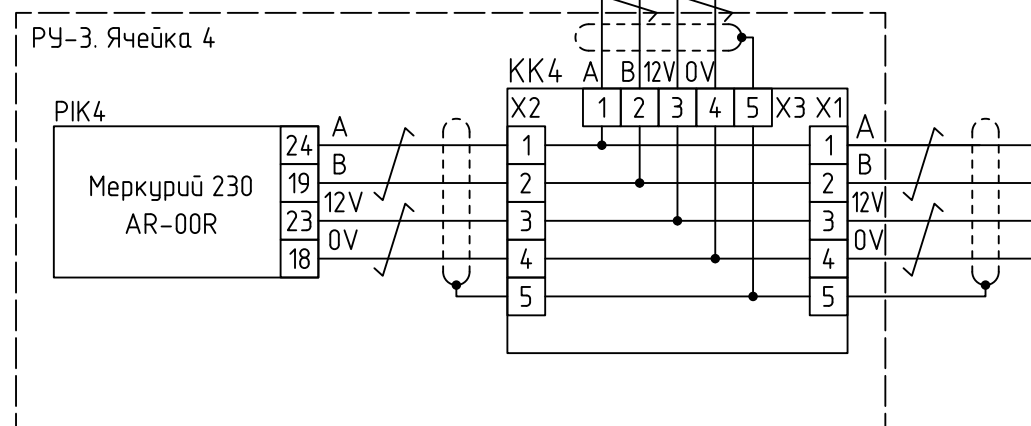 РУ-3. Ячейка 4
КК4
A B 12V 0V
X2 1 2 3 4 5 X3 X1
PIK4
Меркурий 230
AR-00R
24 A 1 1 A
19 B 2 2 B
23 12V 3 3 12V
18 0V 4 4 0V
5 5